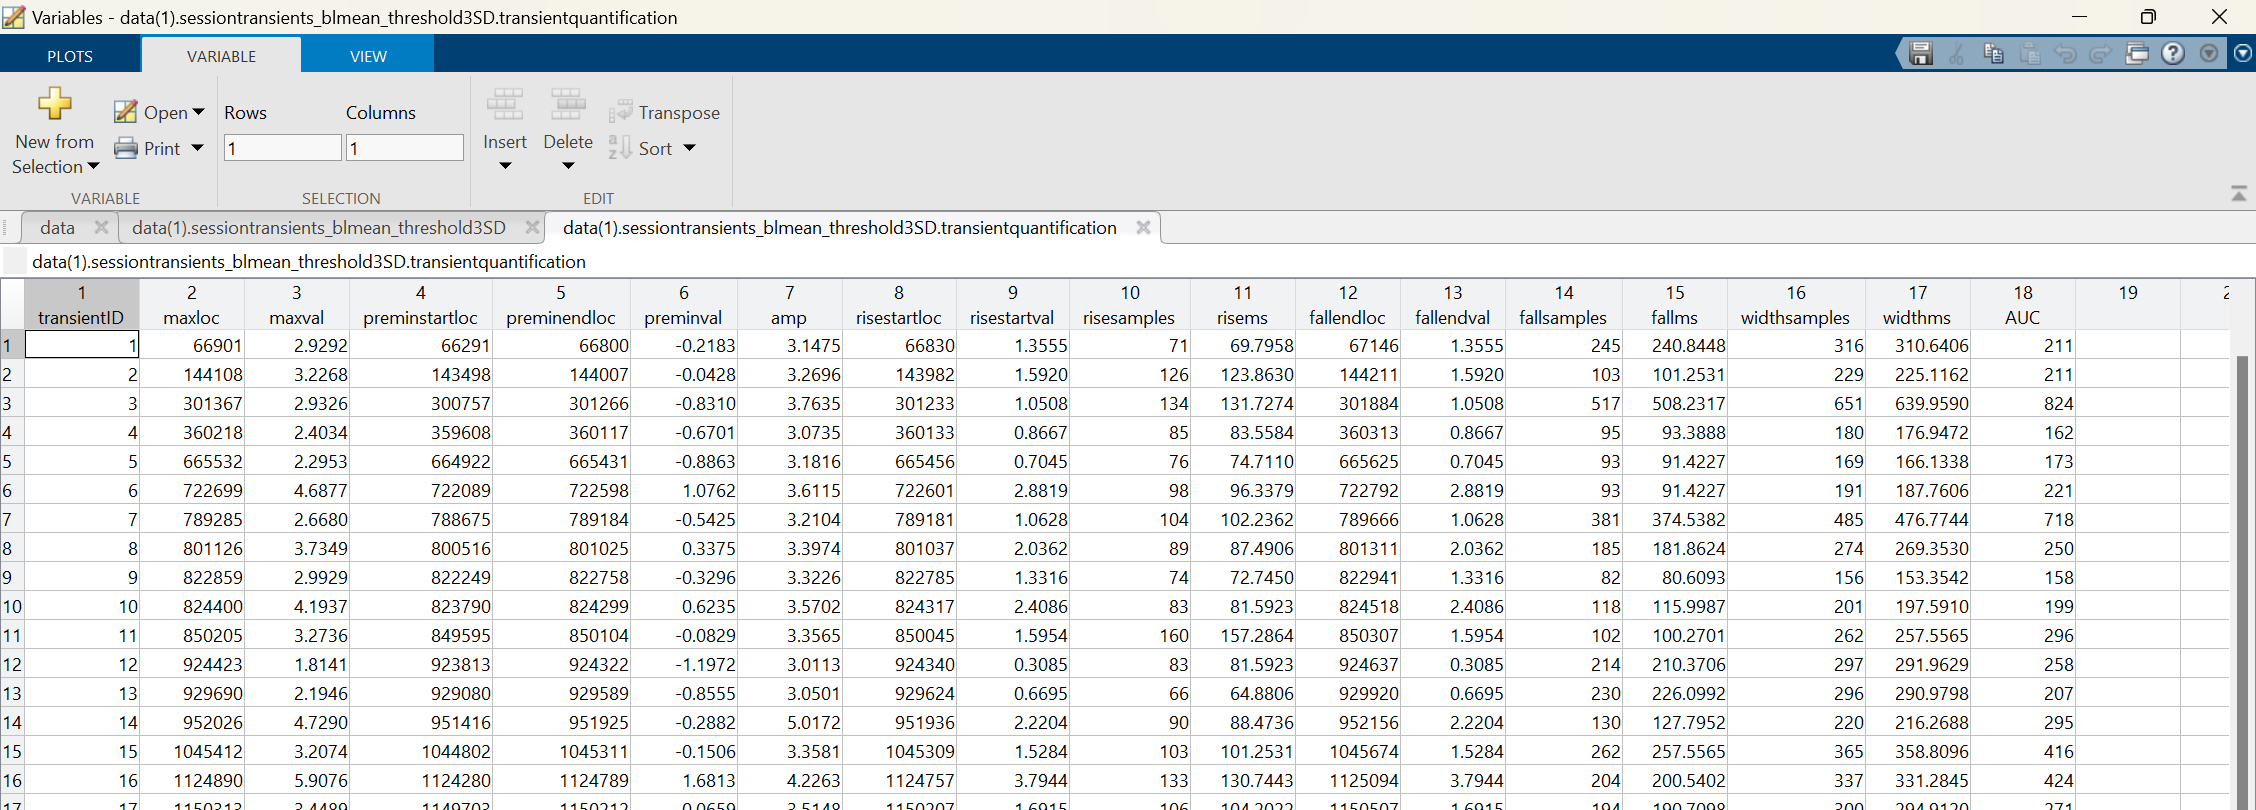 Variables - data(1).sessiontransients_blmean_threshold3SD.transientquantification
PLOTS VARIABLE VIEW
New from Selection
Open
Print
Rows Columns
1 1
Insert Delete Transpose
Sort
VARIABLE SELECTION EDIT
data data(1).sessiontransients_blmean_threshold3SD data(1).sessiontransients_blmean_threshold3SD.transientquantification
data(1).sessiontransients_blmean_threshold3SD.transientquantification
1 2 3 4 5 6 7 8 9 10 11 12 13 14 15 16 17 18 19 2
transientID maxloc maxval preminstartloc preminendloc preminval amp risestartloc risestartval risesamples risems fallendloc fallendval fallsamples fallms widthsamples widthms AUC
1 1 66901 2.9292 66291 66800 -0.2183 3.1475 66830 1.3555 71 69.7958 67146 1.3555 245 240.8448 316 310.6406 211
2 2 144108 3.2268 143498 144007 -0.0428 3.2696 143982 1.5920 126 123.8630 144211 1.5920 103 101.2531 229 225.1162 211
3 3 301367 2.9326 300757 301266 -0.8310 3.7635 301233 1.0508 134 131.7274 301884 1.0508 517 508.2317 651 639.9590 824
4 4 360218 2.4034 359608 360117 -0.6701 3.0735 360133 0.8667 85 83.5584 360313 0.8667 95 93.3888 180 176.9472 162
5 5 665532 2.2953 664922 665431 -0.8863 3.1816 665456 0.7045 76 74.7110 665625 0.7045 93 91.4227 169 166.1338 173
6 6 722699 4.6877 722089 722598 1.0762 3.6115 722601 2.8819 98 96.3379 722792 2.8819 93 91.4227 191 187.7606 221
7 7 789285 2.6680 788675 789184 -0.5425 3.2104 789181 1.0628 104 102.2362 789666 1.0628 381 374.5382 485 476.7744 718
8 8 801126 3.7349 800516 801025 0.3375 3.3974 801037 2.0362 89 87.4906 801311 2.0362 185 181.8624 274 269.3530 250
9 9 822859 2.9929 822249 822758 -0.3296 3.3226 822785 1.3316 74 72.7450 822941 1.3316 82 80.6093 156 153.3542 158
10 10 824400 4.1937 823790 824299 0.6235 3.5702 824317 2.4086 83 81.5923 824518 2.4086 118 115.9987 201 197.5910 199
11 11 850205 3.2736 849595 850104 -0.0829 3.3565 850045 1.5954 160 157.2864 850307 1.5954 102 100.2701 262 257.5565 296
12 12 924423 1.8141 923813 924322 -1.1972 3.0113 924340 0.3085 83 81.5923 924637 0.3085 214 210.3706 297 291.9629 258
13 13 929690 2.1946 929080 929589 -0.8555 3.0501 929624 0.6695 66 64.8806 929920 0.6695 230 226.0992 296 290.9798 207
14 14 952026 4.7290 951416 951925 -0.2882 5.0172 951936 2.2204 90 88.4736 952156 2.2204 130 127.7952 220 216.2688 295
15 15 1045412 3.2074 1044802 1045311 -0.1506 3.3581 1045309 1.5284 103 101.2531 1045674 1.5284 262 257.5565 365 358.8096 416
16 16 1124890 5.9076 1124280 1124789 1.6813 4.2263 1124757 3.7944 133 130.7443 1125094 3.7944 204 200.5402 337 331.2845 424